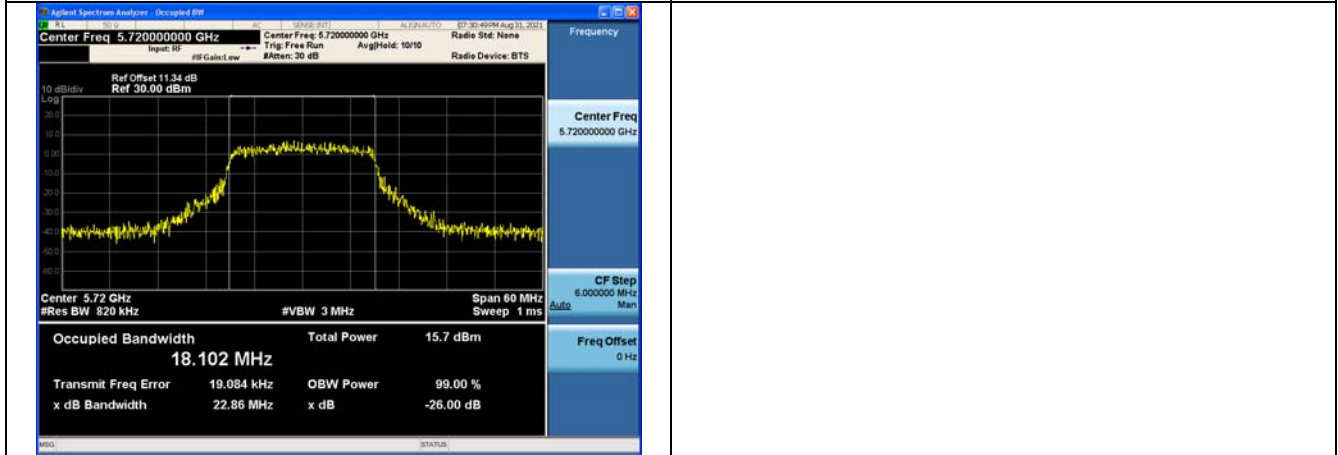 Agilent Spectrum Analyzer - Occupied BW
RL 50 Ω AC SENSE:INT ALIGNAUTO 07:30:49PM Aug 31, 2021
Center Freq 5.720000000 GHz
Center Freq: 5.720000000 GHz
Radio Std: None
Input: RF
Trig: Free Run Avg|Hold: 10/10
#IFGain:Low
#Atten: 30 dB
Radio Device: BTS
Ref Offset 11.34 dB
10 dB/div Ref 30.00 dBm
Log
20.0
10.0
0.00
-10.0
-20.0
-30.0
-40.0
-50.0
-60.0
Center 5.72 GHz
Span 60 MHz
#Res BW 820 kHz
#VBW 3 MHz
Sweep 1 ms
Occupied Bandwidth
Total Power 15.7 dBm
18.102 MHz
Transmit Freq Error 19.084 kHz OBW Power 99.00 %
x dB Bandwidth 22.86 MHz x dB -26.00 dB
MSG
STATUS
Frequency
Center Freq
5.720000000 GHz
CF Step
6.000000 MHz
Auto Man
Freq Offset
0 Hz